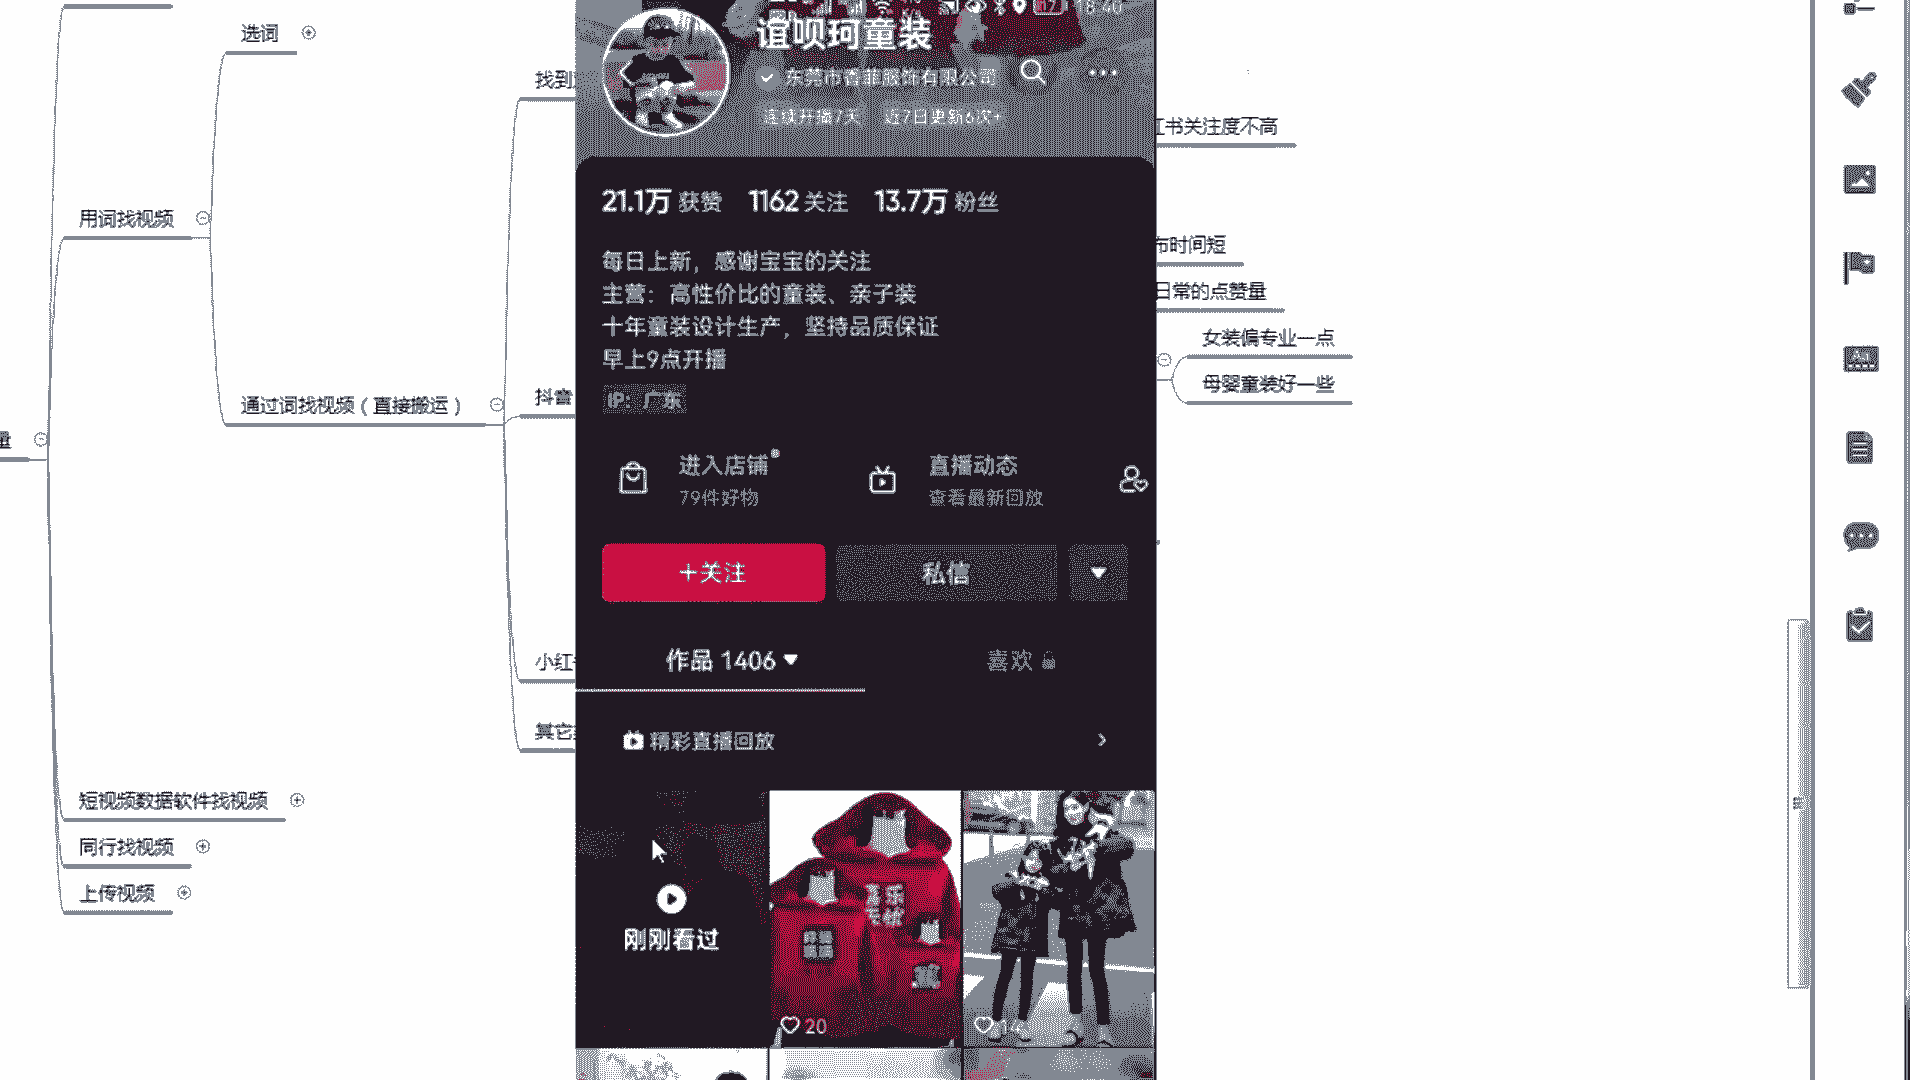 选词
用词找视频
通过词找视频（直接搬运）
量
短视频数据软件找视频
同行找视频
上传视频
找到
抖音
小红
其它
18:40
谊呗珂童装
东莞市香菲服饰有限公司
连续开播7天 近7日更新6次+
21.1万 获赞 1162 关注 13.7万 粉丝
每日上新，感谢宝宝的关注
主营：高性价比的童装、亲子装
十年童装设计生产，坚持品质保证
早上9点开播
IP：广东
进入店铺
79件好物
直播动态
查看最新回放
+关注
私信
作品 1406
喜欢
精彩直播回放
刚刚看过
20
14
红书关注度不高
布时间短
日常的点赞量
女装偏专业一点
母婴童装好一些